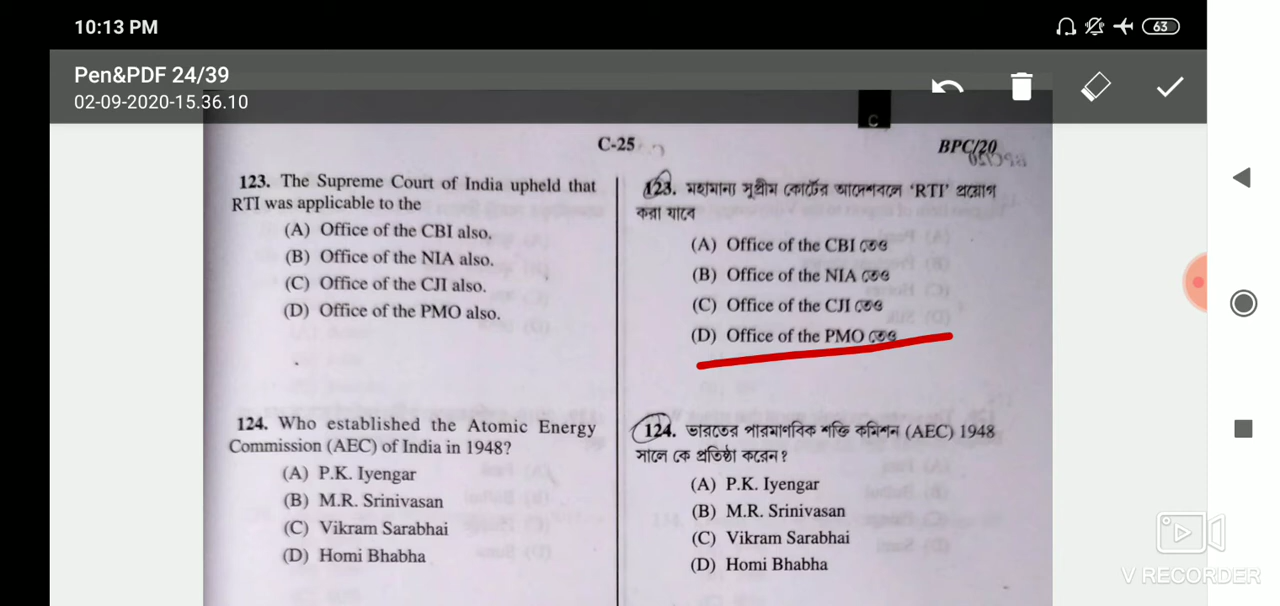 10:13 PM
63
Pen&PDF 24/39
02-09-2020-15.36.10
C
C-25
BPC/20
123. The Supreme Court of India upheld that
RTI was applicable to the
(A) Office of the CBI also.
(B) Office of the NIA also.
(C) Office of the CJI also.
(D) Office of the PMO also.
124. Who established the Atomic Energy
Commission (AEC) of India in 1948?
(A) P.K. Iyengar
(B) M.R. Srinivasan
(C) Vikram Sarabhai
(D) Homi Bhabha
123. মহামান্য সুপ্রীম কোর্টের আদেশবলে ‘RTI’ প্রয়োগ
করা যাবে
(A) Office of the CBI তেও
(B) Office of the NIA তেও
(C) Office of the CJI তেও
(D) Office of the PMO তেও
124. ভারতের পারমাণবিক শক্তি কমিশন (AEC) 1948
সালে কে প্রতিষ্ঠা করেন?
(A) P.K. Iyengar
(B) M.R. Srinivasan
(C) Vikram Sarabhai
(D) Homi Bhabha
V RECORDER